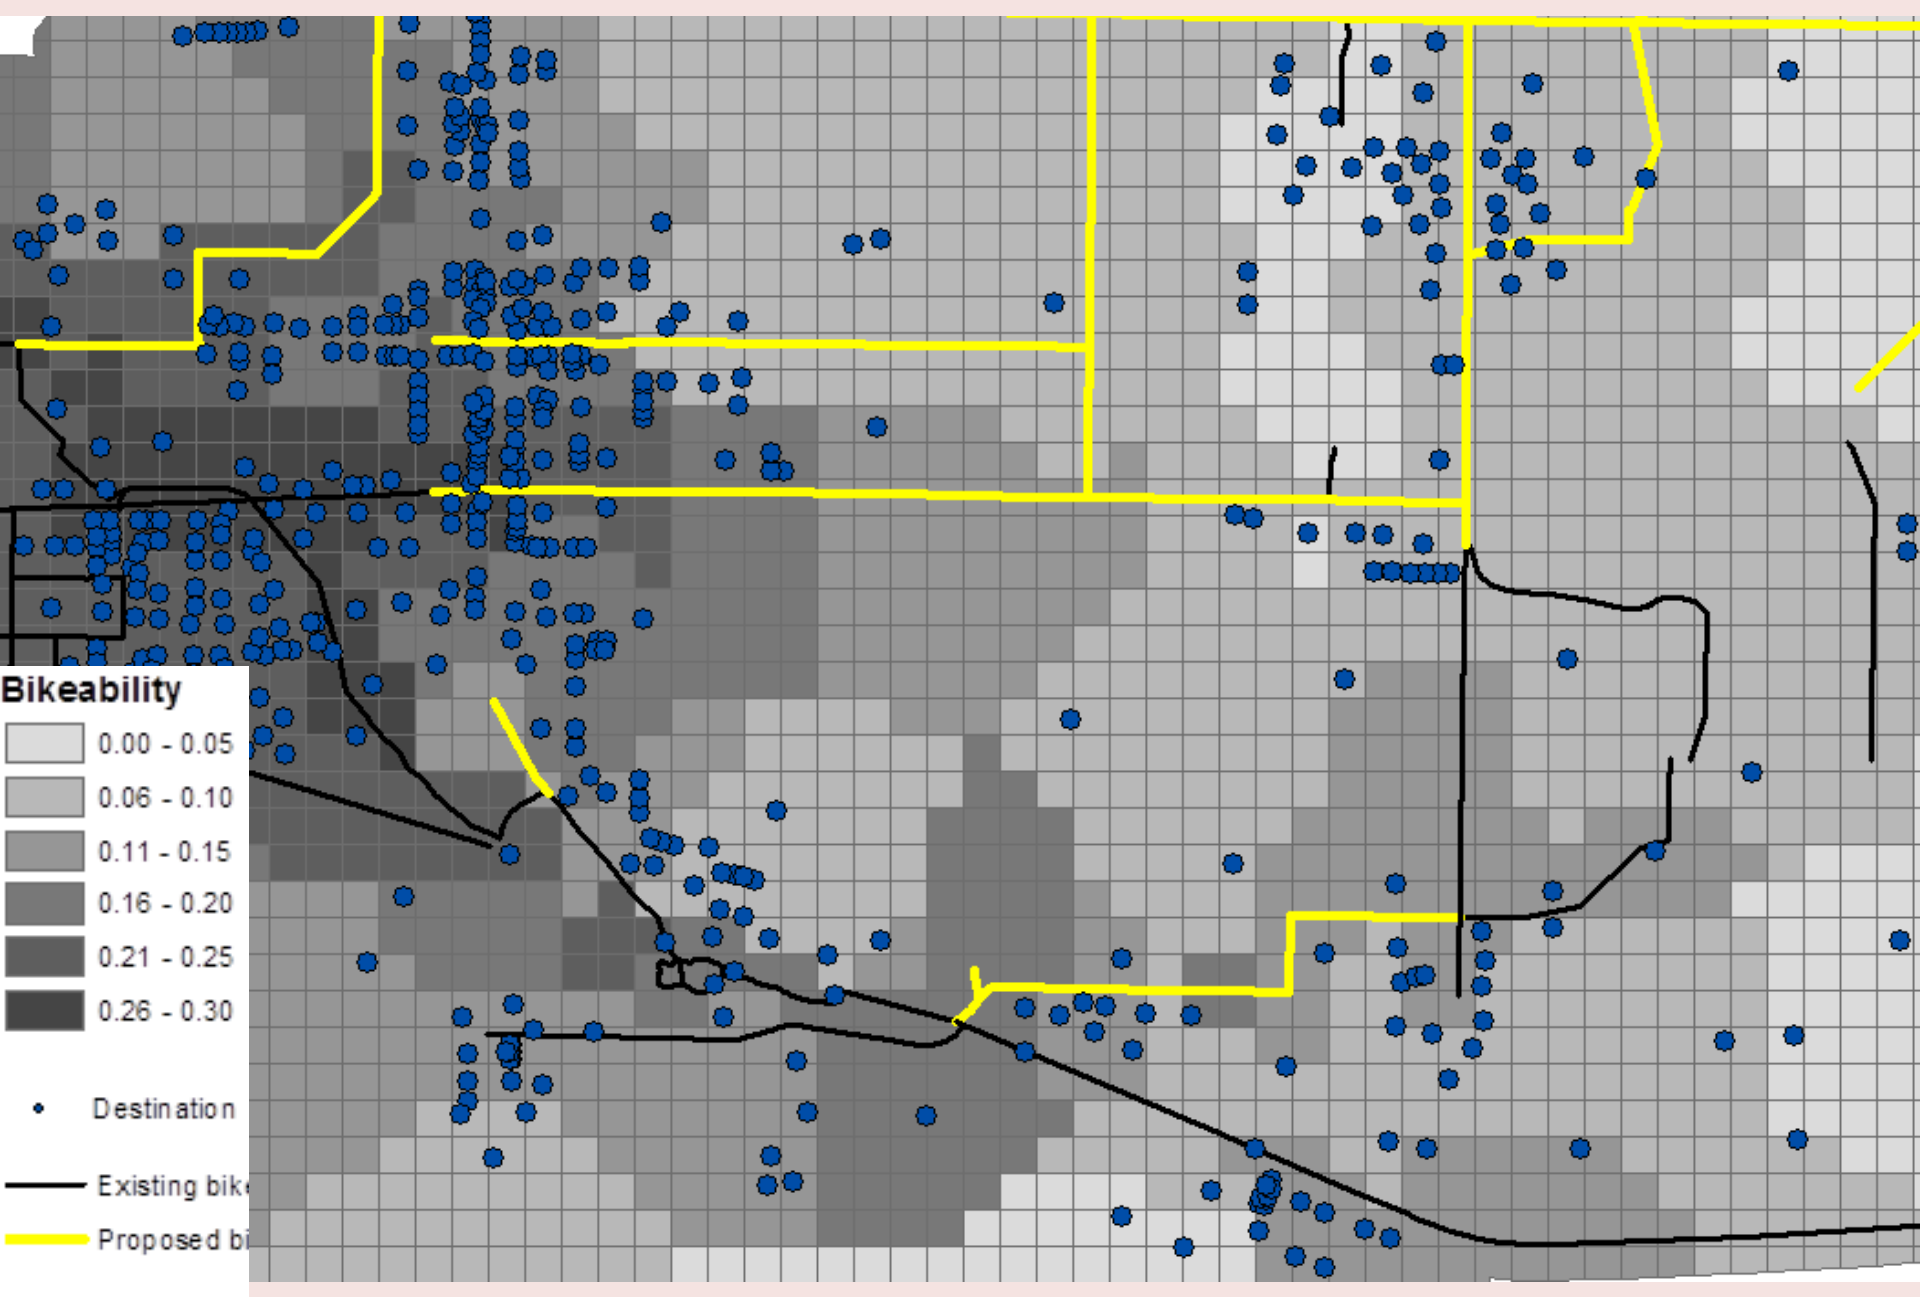 Bikeability
0.00 - 0.05
0.06 - 0.10
0.11 - 0.15
0.16 - 0.20
0.21 - 0.25
0.26 - 0.30
Destination
Existing bike
Proposed bi